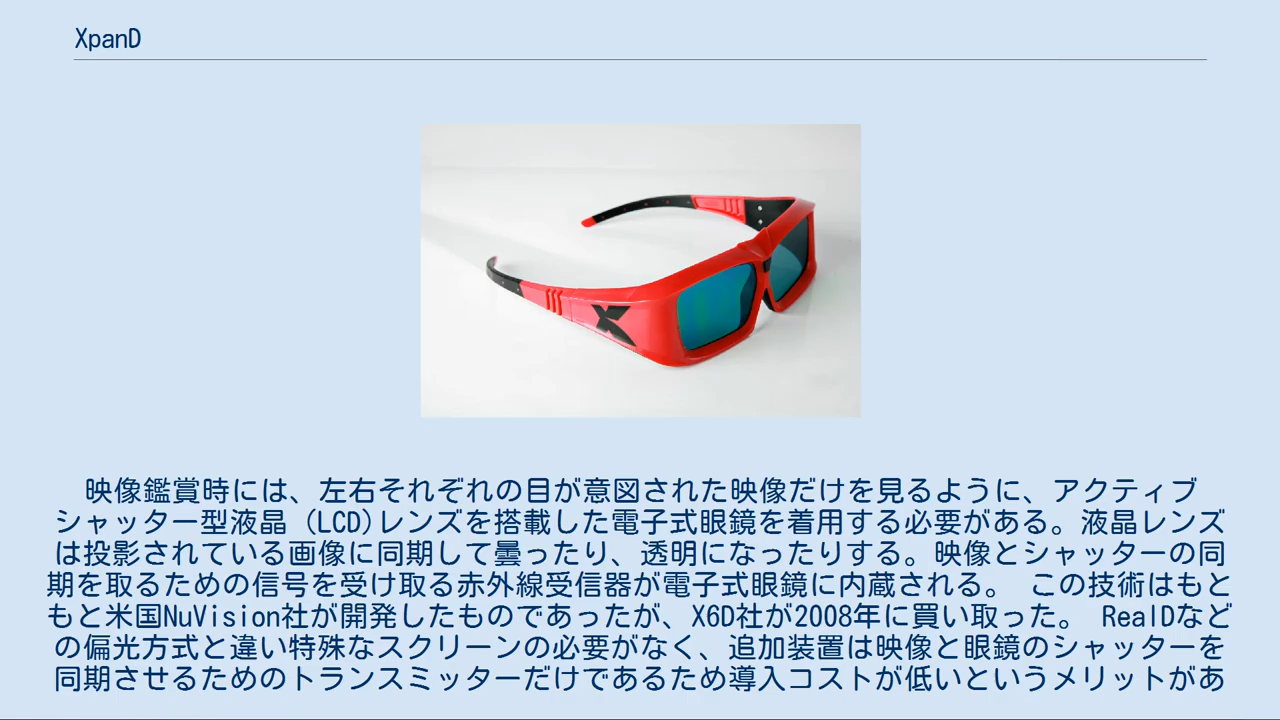 XpanD
映像鑑賞時には、左右それぞれの目が意図された映像だけを見るように、アクティブ
シャッター型液晶 (LCD)レンズを搭載した電子式眼鏡を着用する必要がある。液晶レンズ
は投影されている画像に同期して曇ったり、透明になったりする。映像とシャッターの同
期を取るための信号を受け取る赤外線受信器が電子式眼鏡に内蔵される。 この技術はもと
もと米国NuVision社が開発したものであったが、X6D社が2008年に買い取った。 RealDなど
の偏光方式と違い特殊なスクリーンの必要がなく、追加装置は映像と眼鏡のシャッターを
同期させるためのトランスミッターだけであるため導入コストが低いというメリットがあ